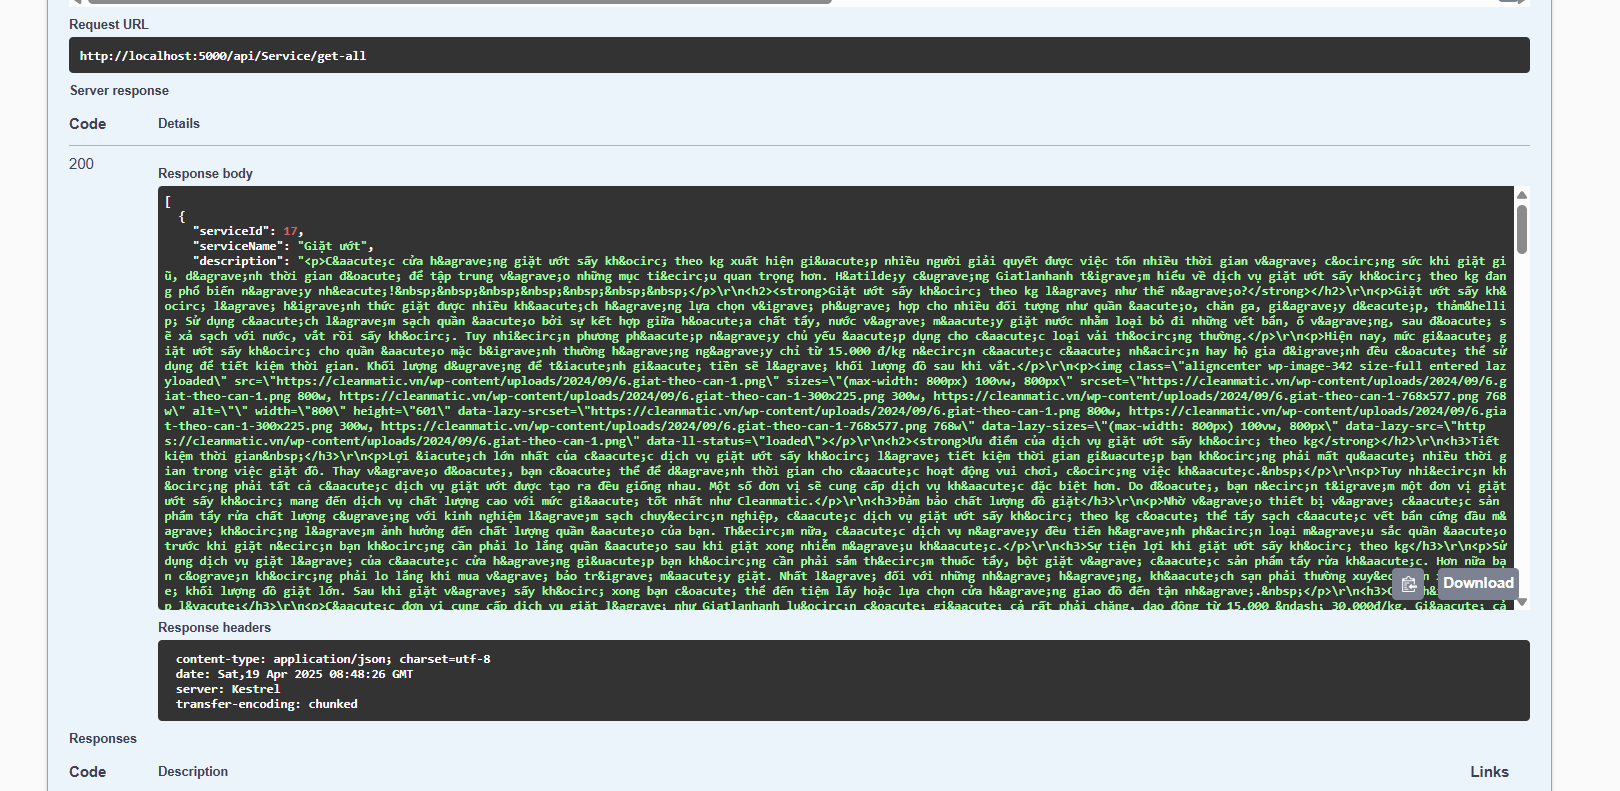 Request URL
http://localhost:5000/api/Service/get-all
Server response
Code Details
200
Response body
[
{
"serviceId": 17,
"serviceName": "Giặt ướt",
"description": "<p>C&aacute;c cửa h&agrave;ng giặt ướt sấy kh&ocirc; theo kg xuất hiện gi&uacute;p nhiều người giải quyết được việc tốn nhiều thời gian v&agrave; c&ocirc;ng sức khi giặt gi
ũ, d&agrave;nh thời gian đ&oacute; để tập trung v&agrave;o những mục ti&ecirc;u quan trọng hơn. H&atilde;y c&ugrave;ng Giatlanhanh t&igrave;m hiểu về dịch vụ giặt ướt sấy kh&ocirc; theo kg đan
g phổ biến n&agrave;y nh&eacute;!&nbsp;&nbsp;&nbsp;&nbsp;&nbsp;&nbsp;</p>\r\n<h2><strong>Giặt ướt sấy kh&ocirc; theo kg l&agrave; như thế n&agrave;o?</strong></h2>\r\n<p>Giặt ướt sấy kh&
ocirc; l&agrave; h&igrave;nh thức giặt được nhiều kh&aacute;ch h&agrave;ng lựa chọn v&igrave; ph&ugrave; hợp cho nhiều đối tượng như quần &aacute;o, chăn ga, gi&agrave;y d&eacute;p, thảm&helli
p; Sử dụng c&aacute;ch l&agrave;m sạch quần &aacute;o bởi sự kết hợp giữa h&oacute;a chất tẩy, nước v&agrave; m&aacute;y giặt nước nhằm loại bỏ đi những vết bẩn, ố v&agrave;ng, sau đ&oacute; s
ẽ xả sạch với nước, vắt rồi sấy kh&ocirc;. Tuy nhi&ecirc;n phương ph&aacute;p n&agrave;y chủ yếu &aacute;p dụng cho c&aacute;c loại vải th&ocirc;ng thường.</p>\r\n<p>Hiện nay, mức gi&aacute; g
iặt ướt sấy kh&ocirc; cho quần &aacute;o mặc b&igrave;nh thường h&agrave;ng ng&agrave;y chỉ từ 15.000 đ/kg n&ecirc;n c&aacute;c c&aacute; nh&acirc;n hay hộ gia đ&igrave;nh đều c&oacute; thể sử
dụng để tiết kiệm thời gian. Khối lượng d&ugrave;ng để t&iacute;nh gi&aacute; tiền sẽ l&agrave; khối lượng đồ sau khi vắt.</p>\r\n<p><img class=\"aligncenter wp-image-342 size-full entered laz
yloaded\" src=\"https://cleanmatic.vn/wp-content/uploads/2024/09/6.giat-theo-can-1.png\" sizes=\"(max-width: 800px) 100vw, 800px\" srcset=\"https://cleanmatic.vn/wp-content/uploads/2024/09/6.g
iat-theo-can-1.png 800w, https://cleanmatic.vn/wp-content/uploads/2024/09/6.giat-theo-can-1-300x225.png 300w, https://cleanmatic.vn/wp-content/uploads/2024/09/6.giat-theo-can-1-768x577.png 768
w\" alt=\"\" width=\"800\" height=\"601\" data-lazy-srcset=\"https://cleanmatic.vn/wp-content/uploads/2024/09/6.giat-theo-can-1.png 800w, https://cleanmatic.vn/wp-content/uploads/2024/09/6.gia
t-theo-can-1-300x225.png 300w, https://cleanmatic.vn/wp-content/uploads/2024/09/6.giat-theo-can-1-768x577.png 768w\" data-lazy-sizes=\"(max-width: 800px) 100vw, 800px\" data-lazy-src=\"http
s://cleanmatic.vn/wp-content/uploads/2024/09/6.giat-theo-can-1.png\" data-ll-status=\"loaded\"></p>\r\n<h2><strong>Ưu điểm của dịch vụ giặt ướt sấy kh&ocirc; theo kg</strong></h2>\r\n<h3>Tiết
kiệm thời gian&nbsp;</h3>\r\n<p>Lợi &iacute;ch lớn nhất của c&aacute;c dịch vụ giặt ướt sấy kh&ocirc; l&agrave; tiết kiệm thời gian gi&uacute;p bạn kh&ocirc;ng phải mất qu&aacute; nhiều thời g
ian trong việc giặt đồ. Thay v&agrave;o đ&oacute;, bạn c&oacute; thể để d&agrave;nh thời gian cho c&aacute;c hoạt động vui chơi, c&ocirc;ng việc kh&aacute;c.&nbsp;</p>\r\n<p>Tuy nhi&ecirc;n kh
&ocirc;ng phải tất cả c&aacute;c dịch vụ giặt ướt được tạo ra đều giống nhau. Một số đơn vị sẽ cung cấp dịch vụ kh&aacute;c đặc biệt hơn. Do đ&oacute;, bạn n&ecirc;n t&igrave;m một đơn vị giặt
ướt sấy kh&ocirc; mang đến dịch vụ chất lượng cao với mức gi&aacute; tốt nhất như Cleanmatic.</p>\r\n<h3>Đảm bảo chất lượng đồ giặt</h3>\r\n<p>Nhờ v&agrave;o thiết bị v&agrave; c&aacute;c sản
phẩm tẩy rửa chất lượng c&ugrave;ng với kinh nghiệm l&agrave;m sạch chuy&ecirc;n nghiệp, c&aacute;c dịch vụ giặt ướt sấy kh&ocirc; theo kg c&oacute; thể tẩy sạch c&aacute;c vết bẩn cứng đầu m&
agrave; kh&ocirc;ng l&agrave;m ảnh hưởng đến chất lượng quần &aacute;o của bạn. Th&ecirc;m nữa, c&aacute;c dịch vụ n&agrave;y đều tiến h&agrave;nh ph&acirc;n loại m&agrave;u sắc quần &aacute;o
trước khi giặt n&ecirc;n bạn kh&ocirc;ng cần phải lo lắng quần &aacute;o sau khi giặt xong nhiễm m&agrave;u kh&aacute;c.</p>\r\n<h3>Sự tiện lợi khi giặt ướt sấy kh&ocirc; theo kg</h3>\r\n<p>Sử
dụng dịch vụ giặt l&agrave; của c&aacute;c cửa h&agrave;ng gi&uacute;p bạn kh&ocirc;ng cần phải sắm th&ecirc;m thuốc tẩy, bột giặt v&agrave; c&aacute;c sản phẩm tẩy rửa kh&aacute;c. Hơn nữa bạ
n c&ograve;n kh&ocirc;ng phải lo lắng khi mua v&agrave; bảo tr&igrave; m&aacute;y giặt. Nhất l&agrave; đối với những nh&agrave; h&agrave;ng, kh&aacute;ch sạn phải thường xuy&e
e; khối lượng đồ giặt lớn. Sau khi giặt v&agrave; sấy kh&ocirc; xong bạn c&oacute; thể đến tiệm lấy hoặc lựa chọn cửa h&agrave;ng giao đồ đến tận nh&agrave;.&nbsp;</p>\r\n<h3>
p l&yacute;</h3>\r\n<p>C&aacute;c đơn vị cung cấp dịch vụ giặt l&agrave; như Giatlanhanh lu&ocirc;n c&oacute; gi&aacute; cả rất phải chăng, dao động từ 15.000 &ndash; 30.000đ/kg. Gi&aacute; cả
Download
Response headers
content-type: application/json; charset=utf-8
date: Sat,19 Apr 2025 08:48:26 GMT
server: Kestrel
transfer-encoding: chunked
Responses
Code Description Links